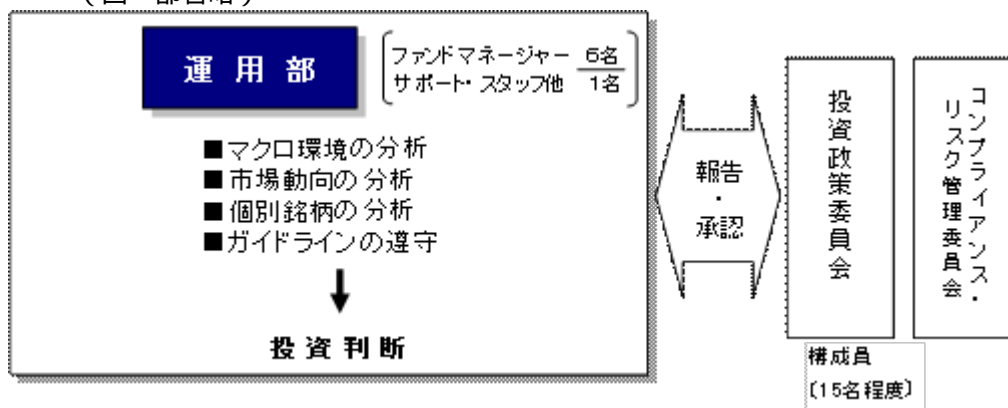 運用部
ファンドマネージャー 6名
サポート・スタッフ他 1名
■マクロ環境の分析
■市場動向の分析
■個別銘柄の分析
■ガイドラインの遵守
投資判断
報告
・
承認
投資政策委員会
コンプライアンス・
リスク管理委員会
構成員
(15名程度)